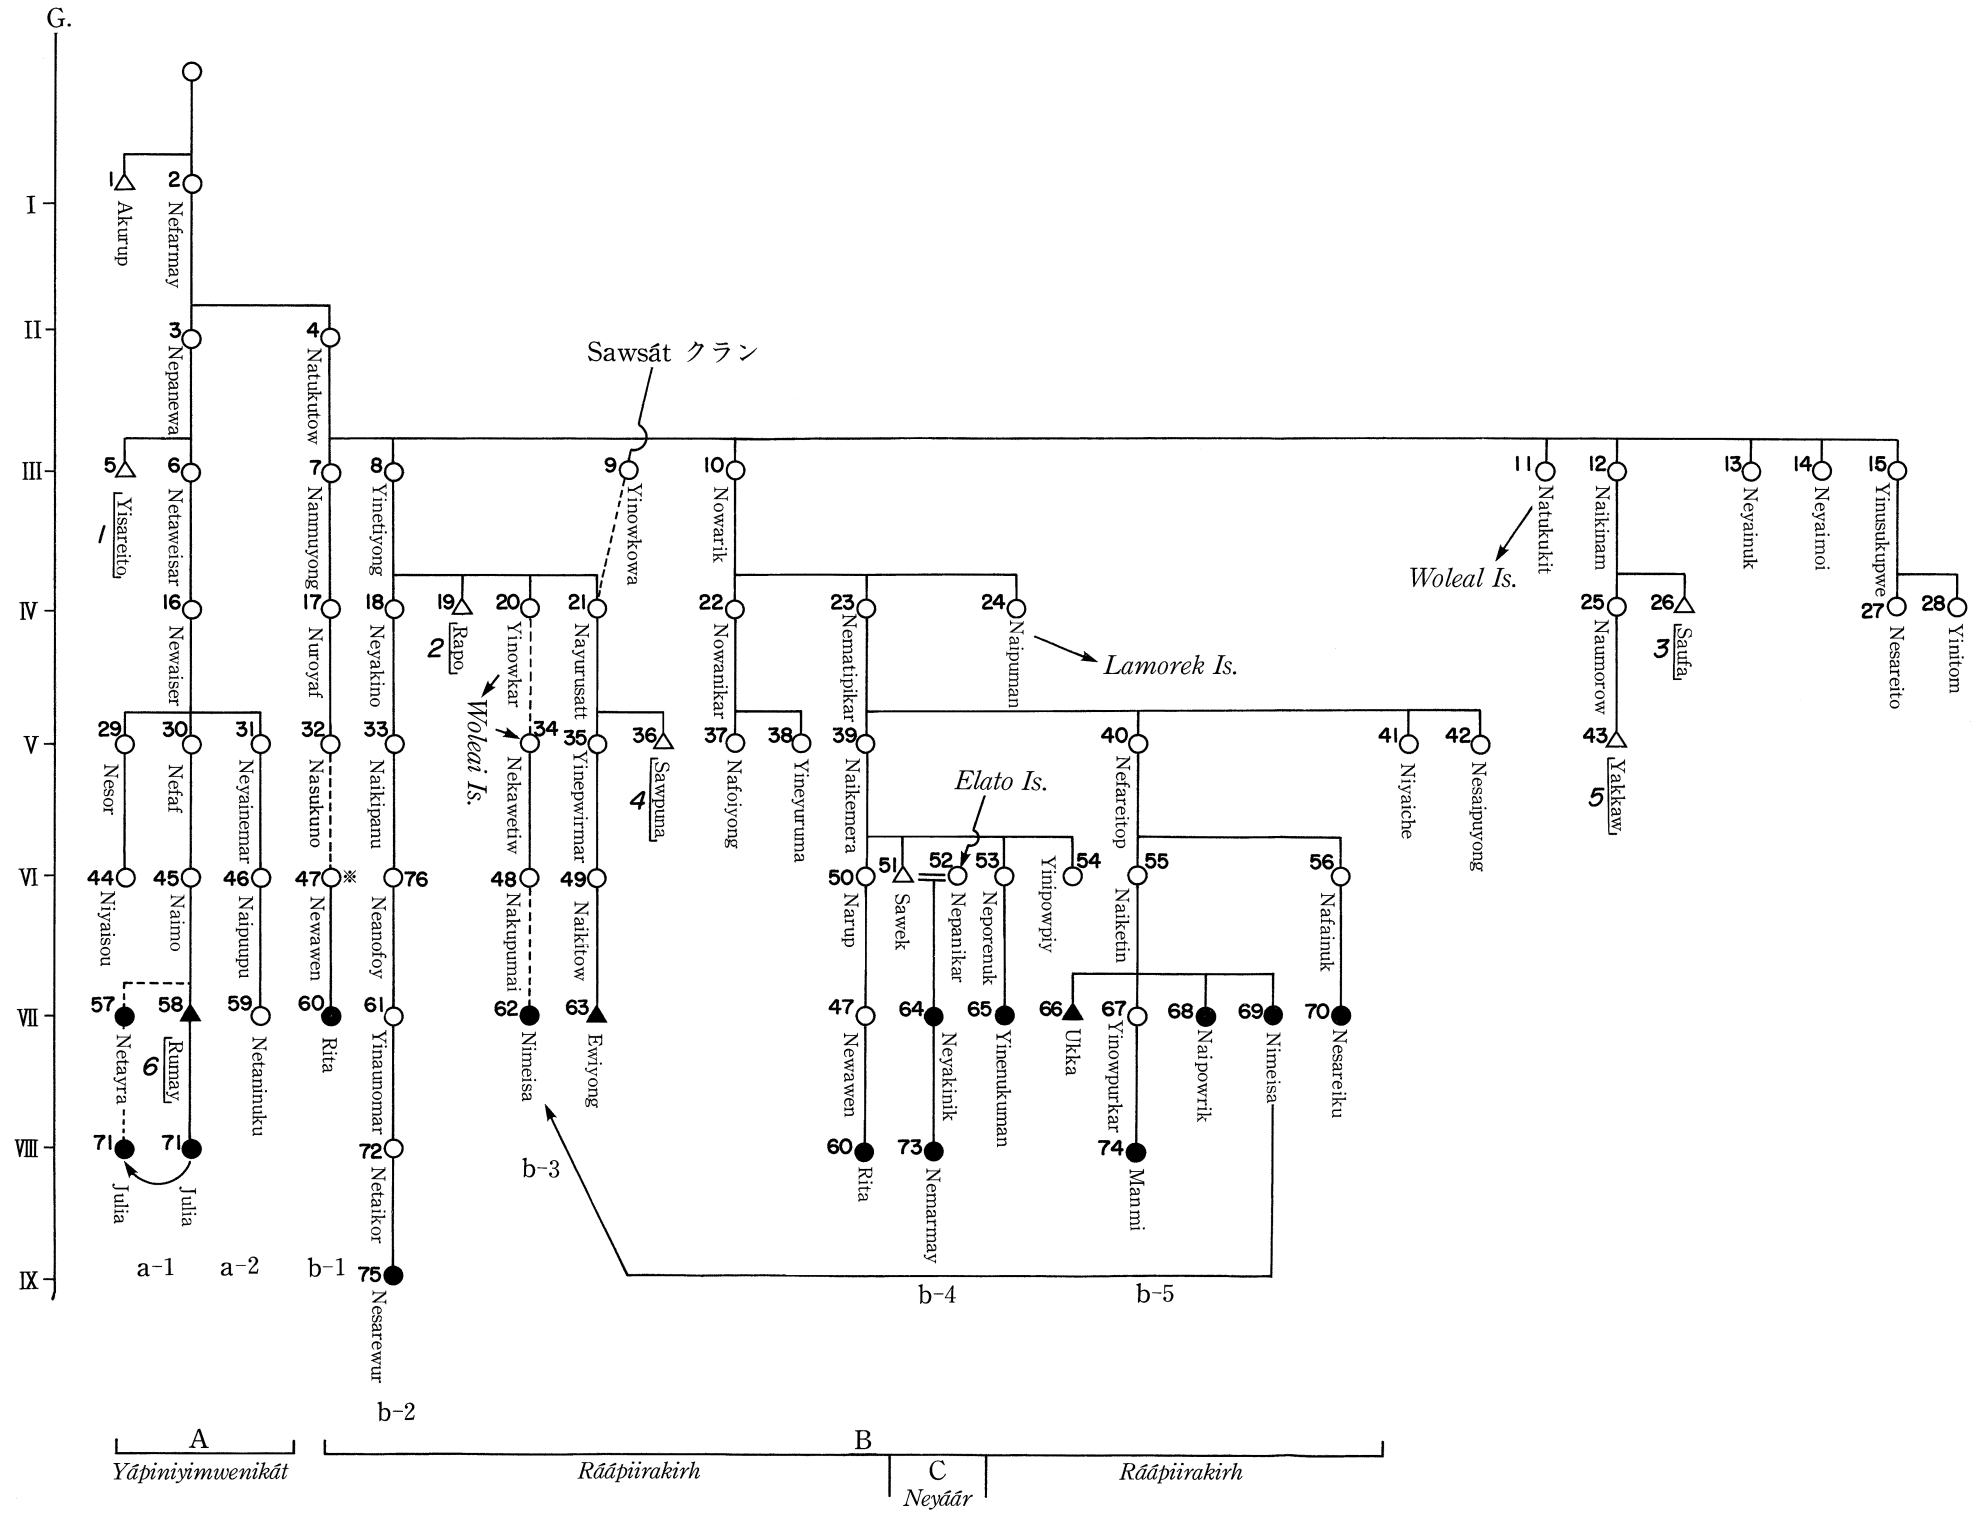 G.
I
1
Akurup
2
Nefarmay
II
3
Nepanewa
4
Natukutow
Sawsát クラン
III
5
Yisareito
1
6
Netaweisar
7
Nanmuyong
8
Yinetiyong
9
Yinowkowa
10
Nowarik
11
Natukukit
Woleal Is.
12
Naikinam
13
Neyainuk
14
Neyaimoi
15
Yinusukupwe
IV
16
Newaiser
17
Nuroyaf
18
Neyakino
19
Rapo
2
20
Yinowkar
Woleai Is.
21
Nayurusatt
22
Nowanikar
23
Nematipikar
24
Naipuman
Lamorek Is.
25
Naumorow
26
Saufa
3
27
Nesareito
28
Yinitom
V
29
Nesor
30
Nefaf
31
Neyainemar
32
Nasukuno
33
Naikipanu
34
Nekawetiw
35
Yinepwirmar
36
Sawpuna
4
37
Nafoiyong
38
Yineyuruma
39
Naikemera
40
Nefareitop
41
Niyaiche
42
Nesaipuyong
43
Yakkaw
5
Elato Is.
VI
44
Niyaisou
45
Naimo
46
Naipuupu
47
※
Newawen
76
Neanofoy
48
Nakupumai
49
Naikitow
50
Narup
51
Sawek
52
Nepanikar
53
Neporenuk
54
Yinipowpiy
55
Naiketin
56
Nafainuk
VII
57
Netayra
58
Rumay
6
59
Netaninuku
60
Rita
61
Yinaunomar
62
Nimeisa
63
Ewiyong
47
Newawen
64
Neyakinik
65
Yinenukuman
66
Ukka
67
Yinowpurkar
68
Naipowrik
69
Nimeisa
70
Nesareiku
VIII
71
Julia
71
Julia
72
Netaikor
60
Rita
73
Nemarmay
74
Manmi
b-3
IX
a-1
a-2
b-1
75
Nesarewur
b-4
b-5
b-2
A
B
Yápiniyimwenikát
Ráápiirakirh
C
Neyáár
Ráápiirakirh